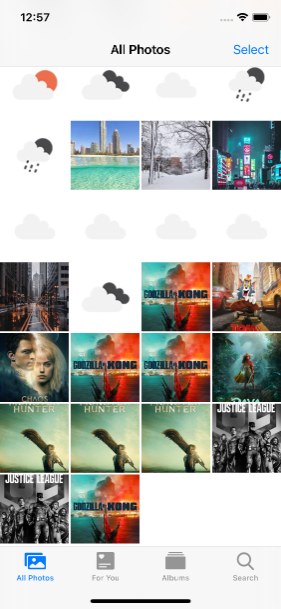 12:57
All Photos
Select
GODZILLA KONG
CHAOS
GODZILLA KONG
GODZILLA KONG
RAYA
HUNTER
HUNTER
HUNTER
JUSTICE LEAGUE
JUSTICE LEAGUE
GODZILLA KONG
All Photos
For You
Albums
Search